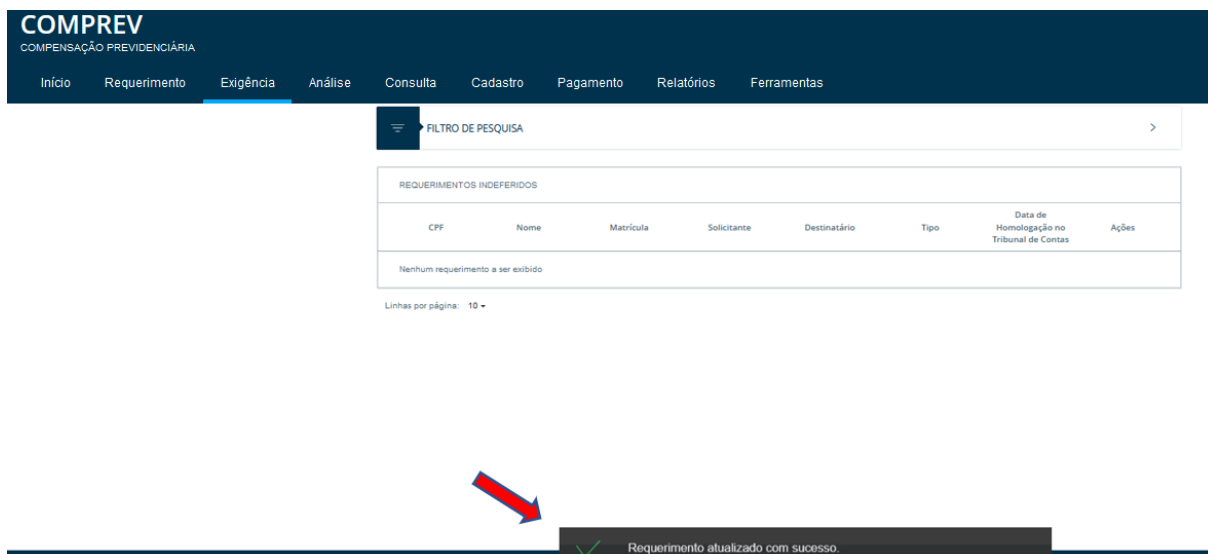 COMPREV
COMPENSAÇÃO PREVIDENCIÁRIA
Início Requerimento Exigência Análise Consulta Cadastro Pagamento Relatórios Ferramentas
FILTRO DE PESQUISA
REQUERIMENTOS INDEFERIDOS
CPF Nome Matrícula Solicitante Destinatário Tipo Data de Homologação no Tribunal de Contas Ações
Nenhum requerimento a ser exibido
Linhas por página: 10
Requerimento atualizado com sucesso.